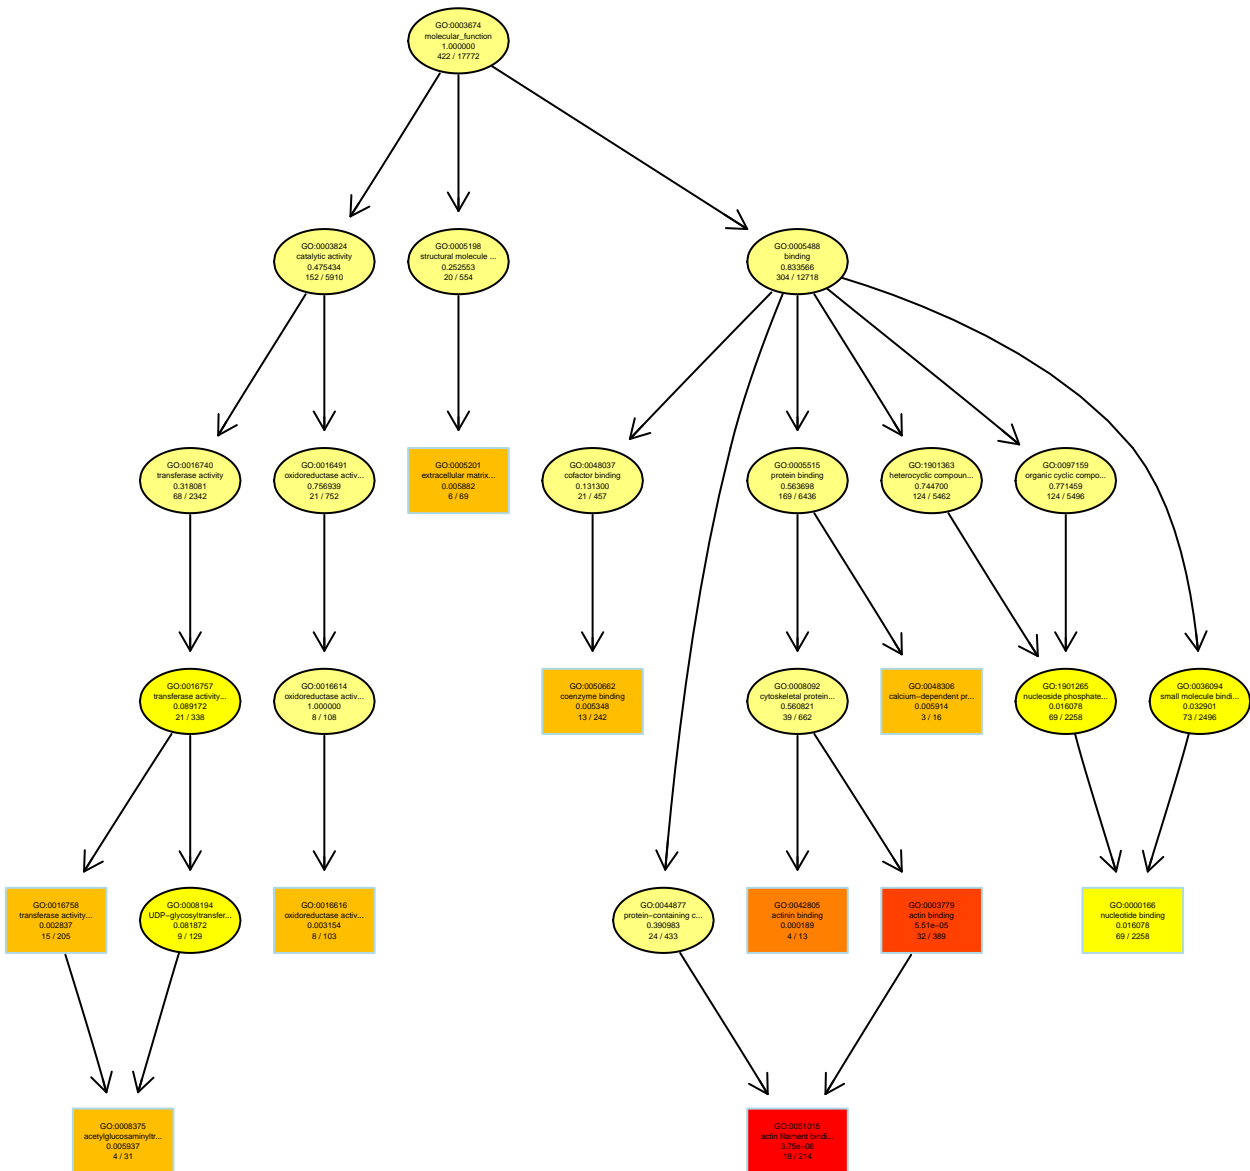 GO:0003674
molecular_function
1.000000
422 / 17772
GO:0003824
catalytic activity
0.475434
152 / 5910
GO:0005198
structural molecule ...
0.252553
20 / 554
GO:0005488
binding
0.833566
304 / 12718
GO:0016740
transferase activity
0.318081
68 / 2342
GO:0016491
oxidoreductase activ...
0.756939
21 / 752
GO:0005201
extracellular matrix...
0.005882
6 / 69
GO:0048037
cofactor binding
0.131300
21 / 457
GO:0005515
protein binding
0.563698
169 / 6436
GO:1901363
heterocyclic compoun...
0.744700
124 / 5462
GO:0097159
organic cyclic compo...
0.771459
124 / 5496
GO:0016757
transferase activity...
0.089172
21 / 338
GO:0016614
oxidoreductase activ...
1.000000
8 / 108
GO:0050662
coenzyme binding
0.005348
13 / 242
GO:0008092
cytoskeletal protein...
0.560821
39 / 662
GO:0048306
calcium−dependent pr...
0.005914
3 / 16
GO:1901265
nucleoside phosphate...
0.016078
69 / 2258
GO:0036094
small molecule bindi...
0.032901
73 / 2496
GO:0016758
transferase activity...
0.002837
15 / 205
GO:0008194
UDP−glycosyltransfer...
0.081872
9 / 129
GO:0016616
oxidoreductase activ...
0.003154
8 / 103
GO:0044877
protein−containing c...
0.390983
24 / 433
GO:0042805
actinin binding
0.000189
4 / 13
GO:0003779
actin binding
5.51e−05
32 / 389
GO:0000166
nucleotide binding
0.016078
69 / 2258
GO:0008375
acetylglucosaminyltr...
0.005937
4 / 31
GO:0051015
actin filament bindi...
3.75e−06
18 / 214